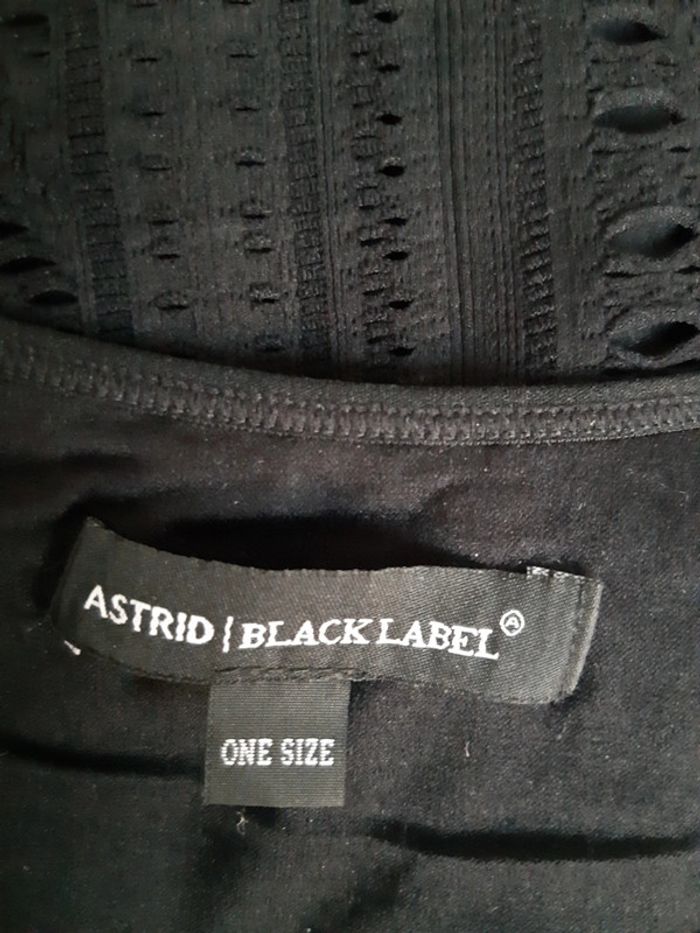 ASTRID | BLACK LABEL Ⓐ
ONE SIZE